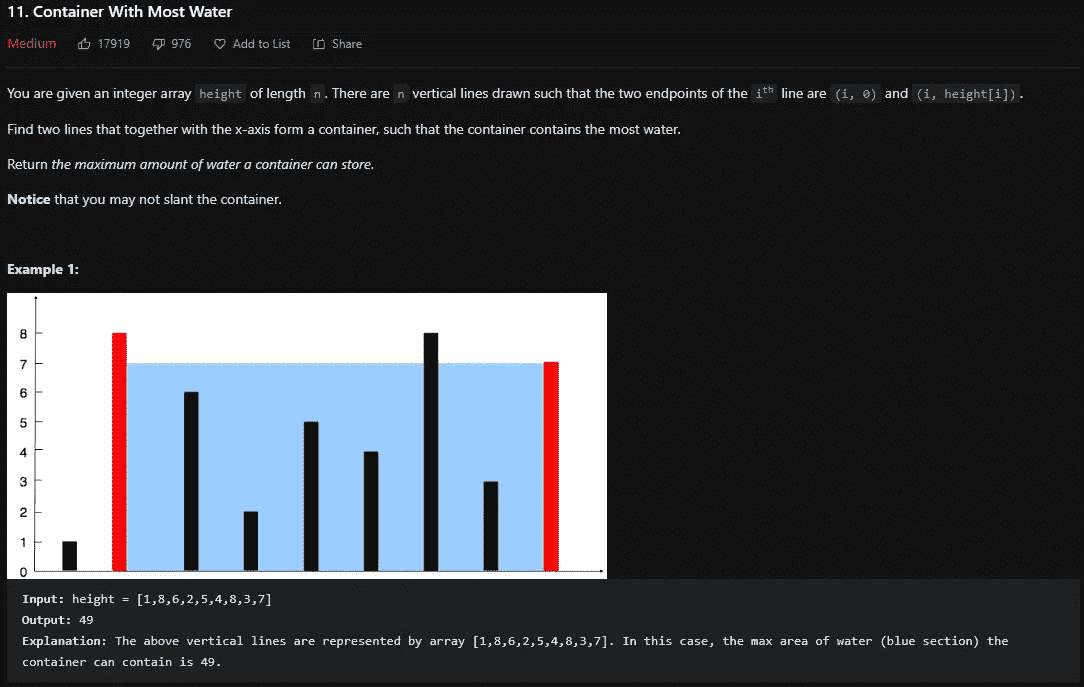 11. Container With Most Water
Medium 17919 976 Add to List Share
You are given an integer array height of length n. There are n vertical lines drawn such that the two endpoints of the ith line are (i, 0) and (i, height[i]).
Find two lines that together with the x-axis form a container, such that the container contains the most water.
Return the maximum amount of water a container can store.
Notice that you may not slant the container.
Example 1:
8
7
6
5
4
3
2
1
0
Input: height = [1,8,6,2,5,4,8,3,7]
Output: 49
Explanation: The above vertical lines are represented by array [1,8,6,2,5,4,8,3,7]. In this case, the max area of water (blue section) the
container can contain is 49.